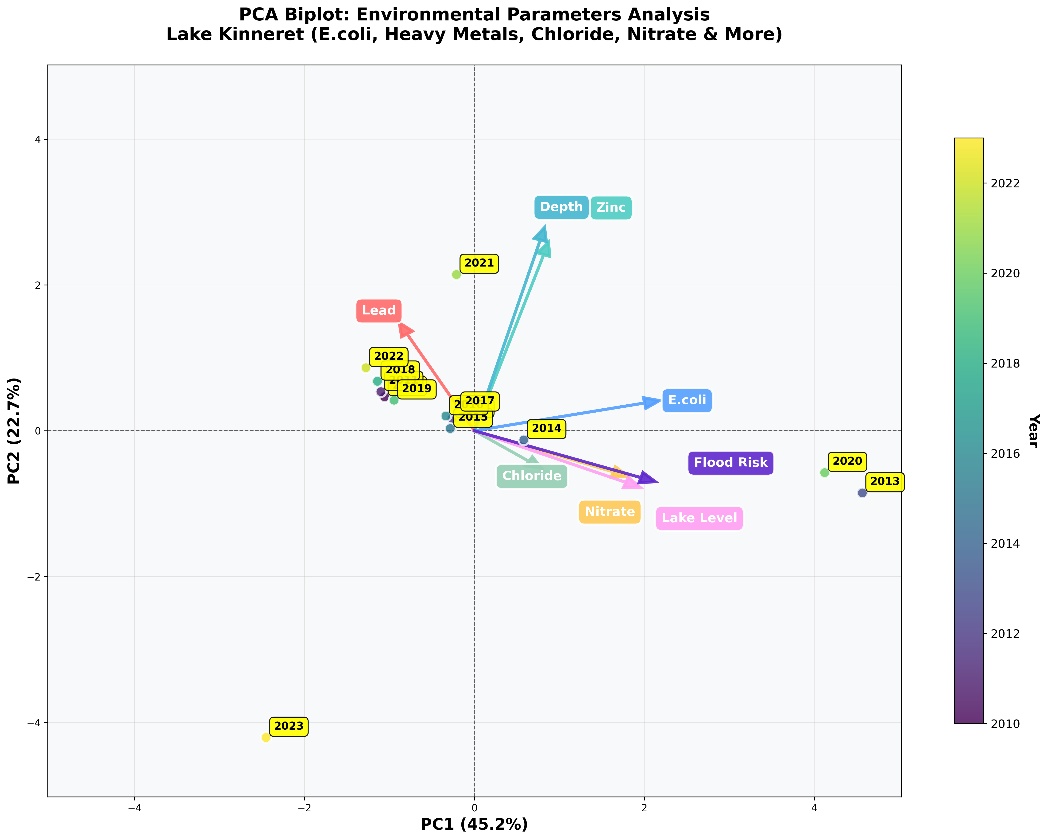 PCA Biplot: Environmental Parameters Analysis
Lake Kinneret (E.coli, Heavy Metals, Chloride, Nitrate & More)
PC2 (22.7%)
4
2
0
−2
−4
Depth
Zinc
2021
Lead
2022
2018
2019
2017
2015
E.coli
2014
Flood Risk
2020
2013
Chloride
Nitrate
Lake Level
2023
−4
−2
0
2
4
PC1 (45.2%)
2022
2020
2018
2016
2014
2012
2010
Year